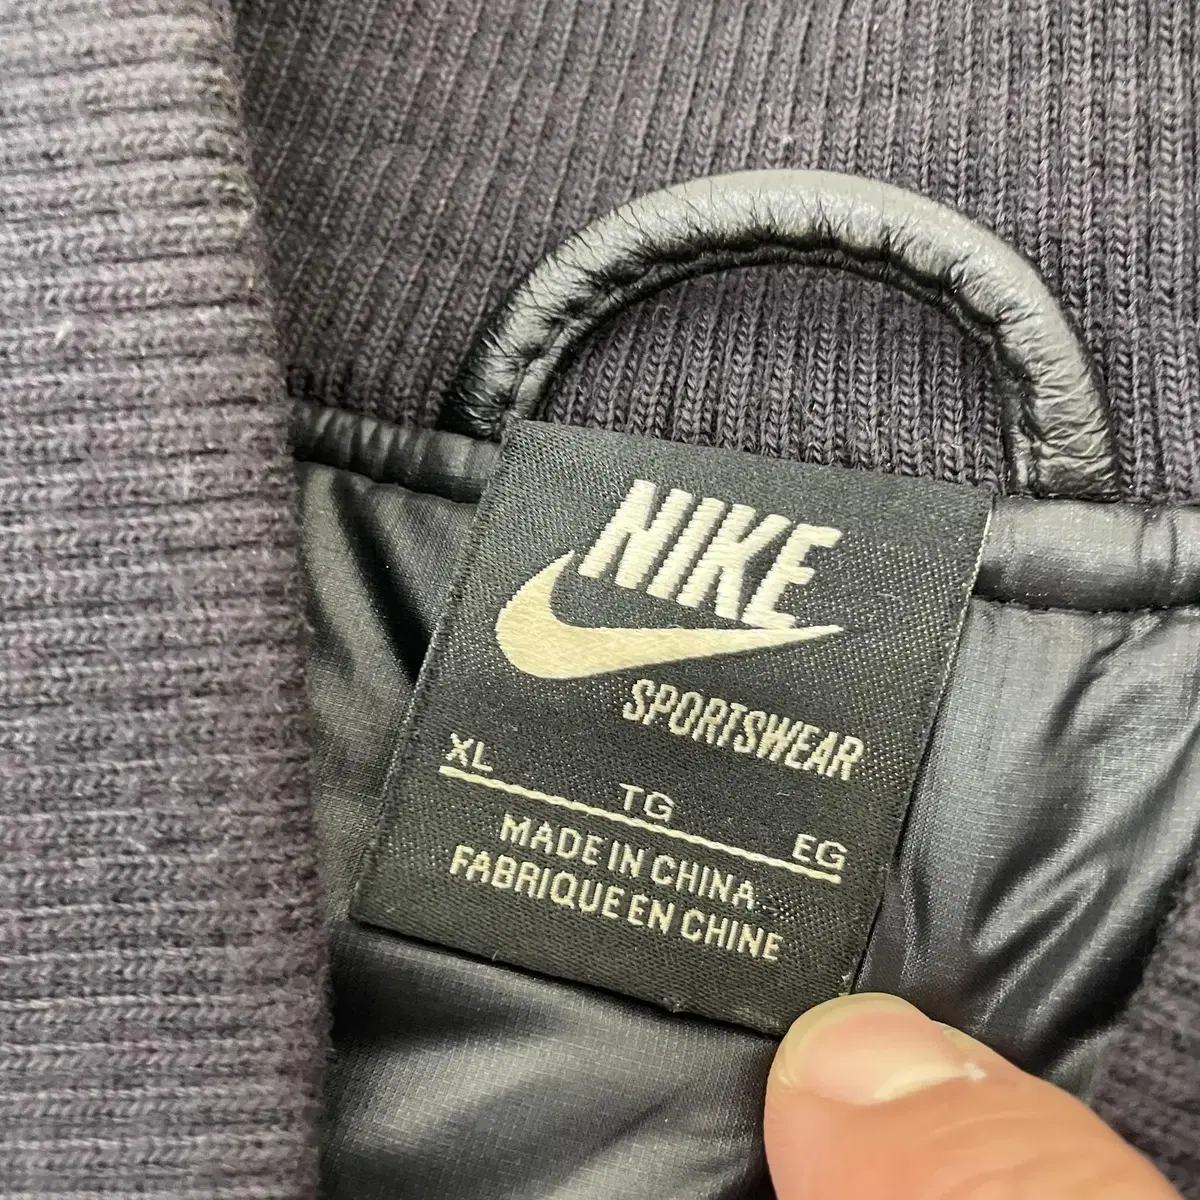 NIKE
SPORTSWEAR
XL TG EG
MADE IN CHINA
FABRIQUE EN CHINE